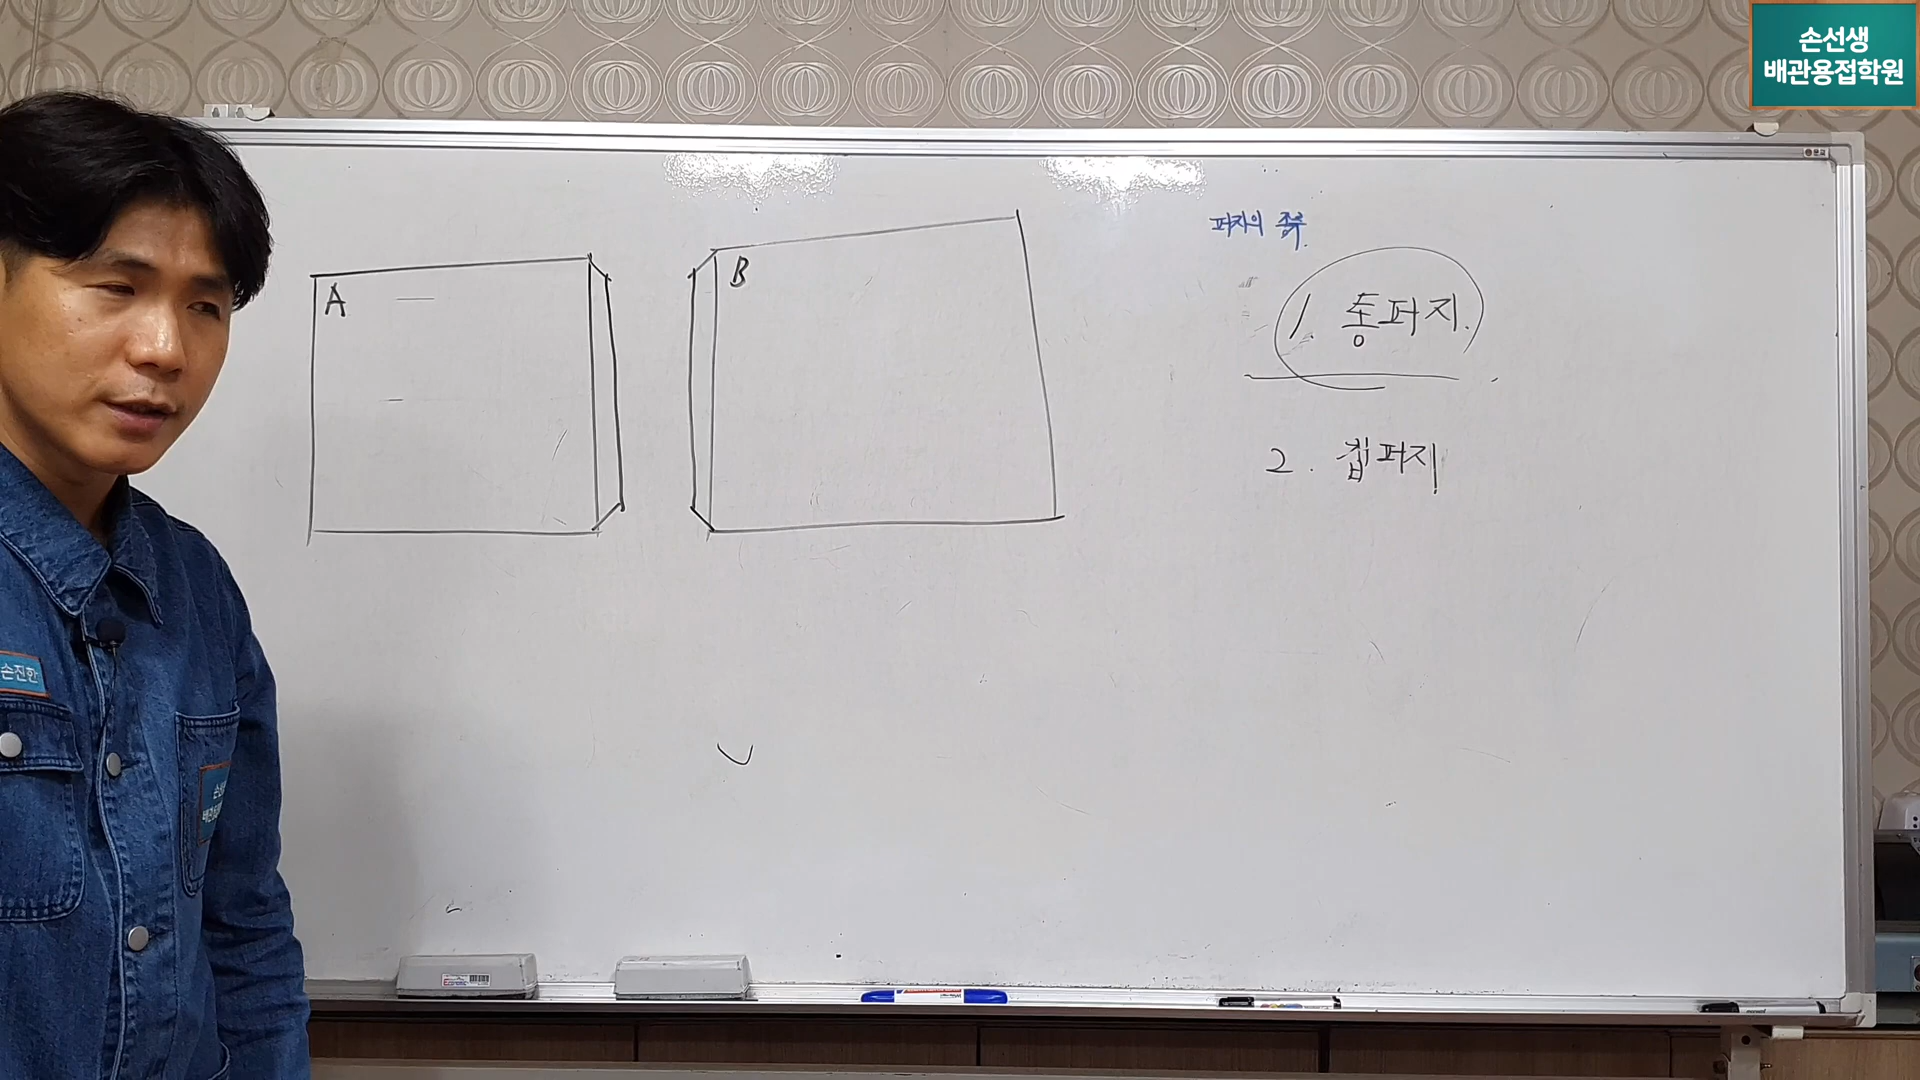 손선생
배관용접학원
퍼지의 종류.
A
B
1. 통퍼지.
2. 칩퍼지
손진한